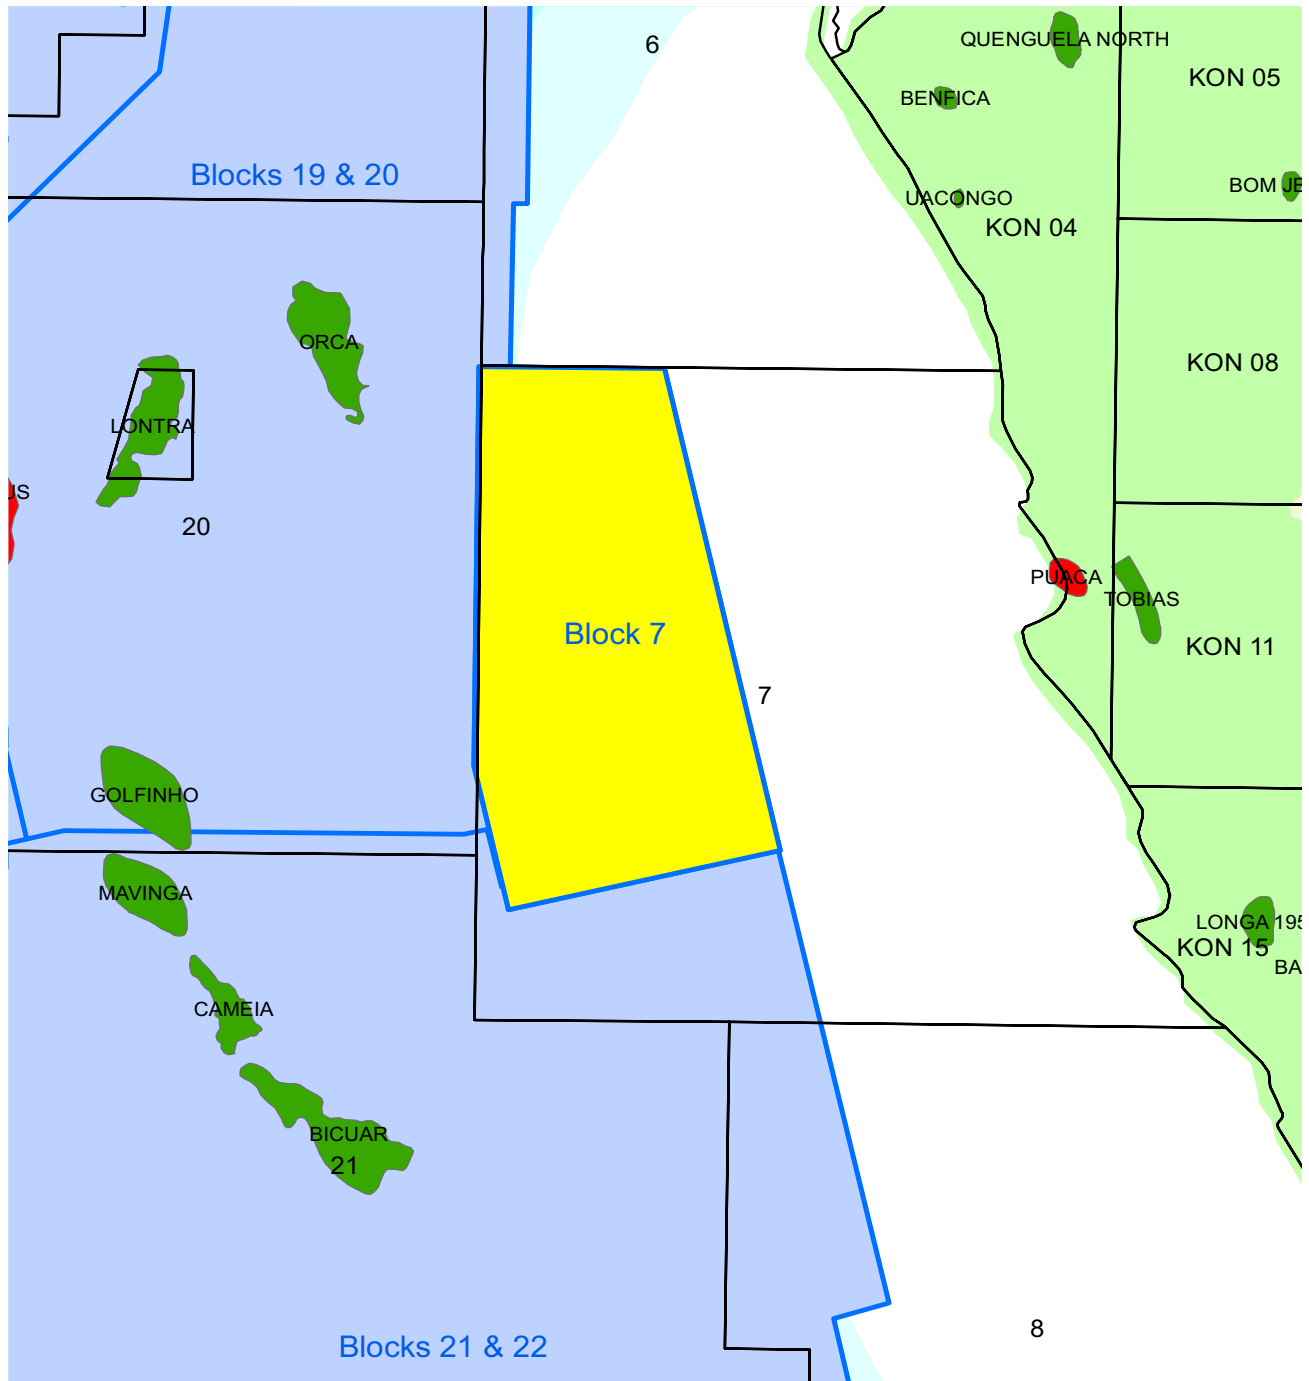 6
QUENGUELA NORTH
KON 05
BENFICA
Blocks 19 & 20
BOM JE
UACONGO
KON 04
ORCA
KON 08
LONTRA
US
20
PUACA
TOBIAS
Block 7
KON 11
7
GOLFINHO
MAVINGA
LONGA 195
KON 15
BA
CAMEIA
BICUAR
21
8
Blocks 21 & 22